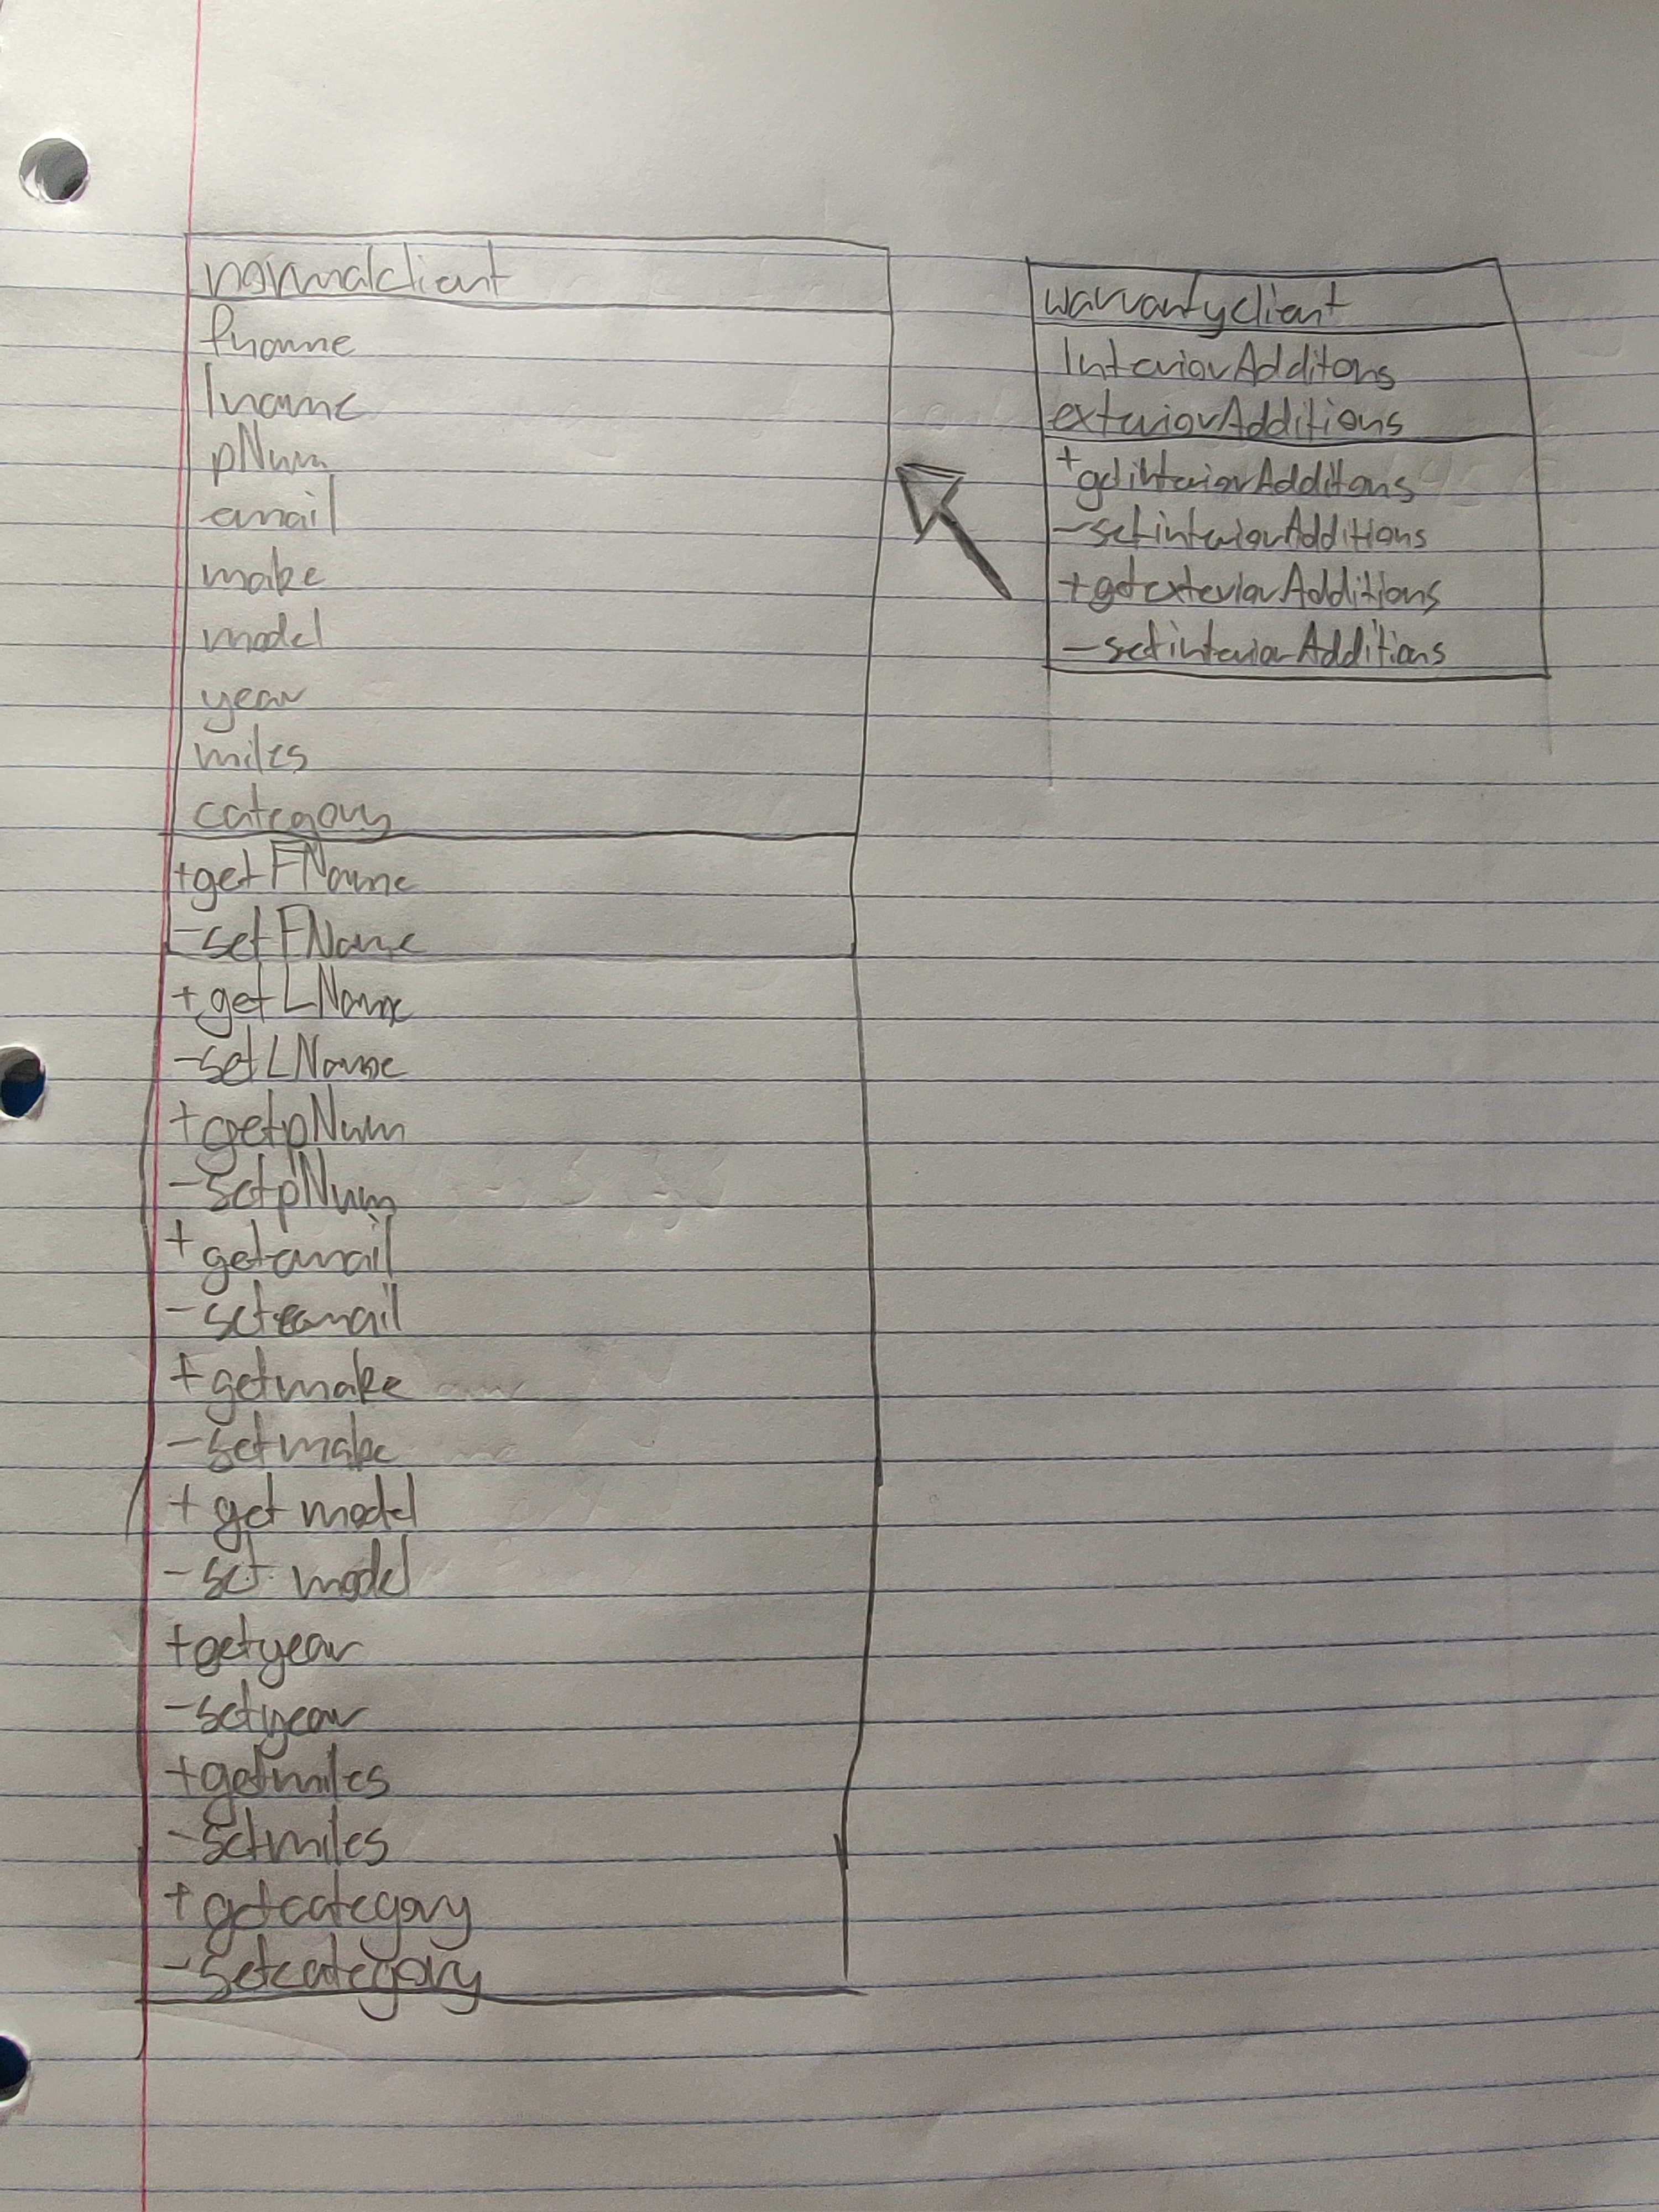 normalclient
fname
lname
pNum
email
make
model
year
miles
category
+getFName
-setFName
+getLName
-setLName
+getpNum
-setpNum
+getemail
-setemail
+getmake
-setmake
+get model
-set model
+getyear
-setyear
+getmiles
-setmiles
+getcategory
-setcategory
warrantyclient
InteriorAdditons
exteriorAdditions
+getinteriorAdditons
-setinteriorAdditions
+getexteriorAdditions
-setinteriorAdditions